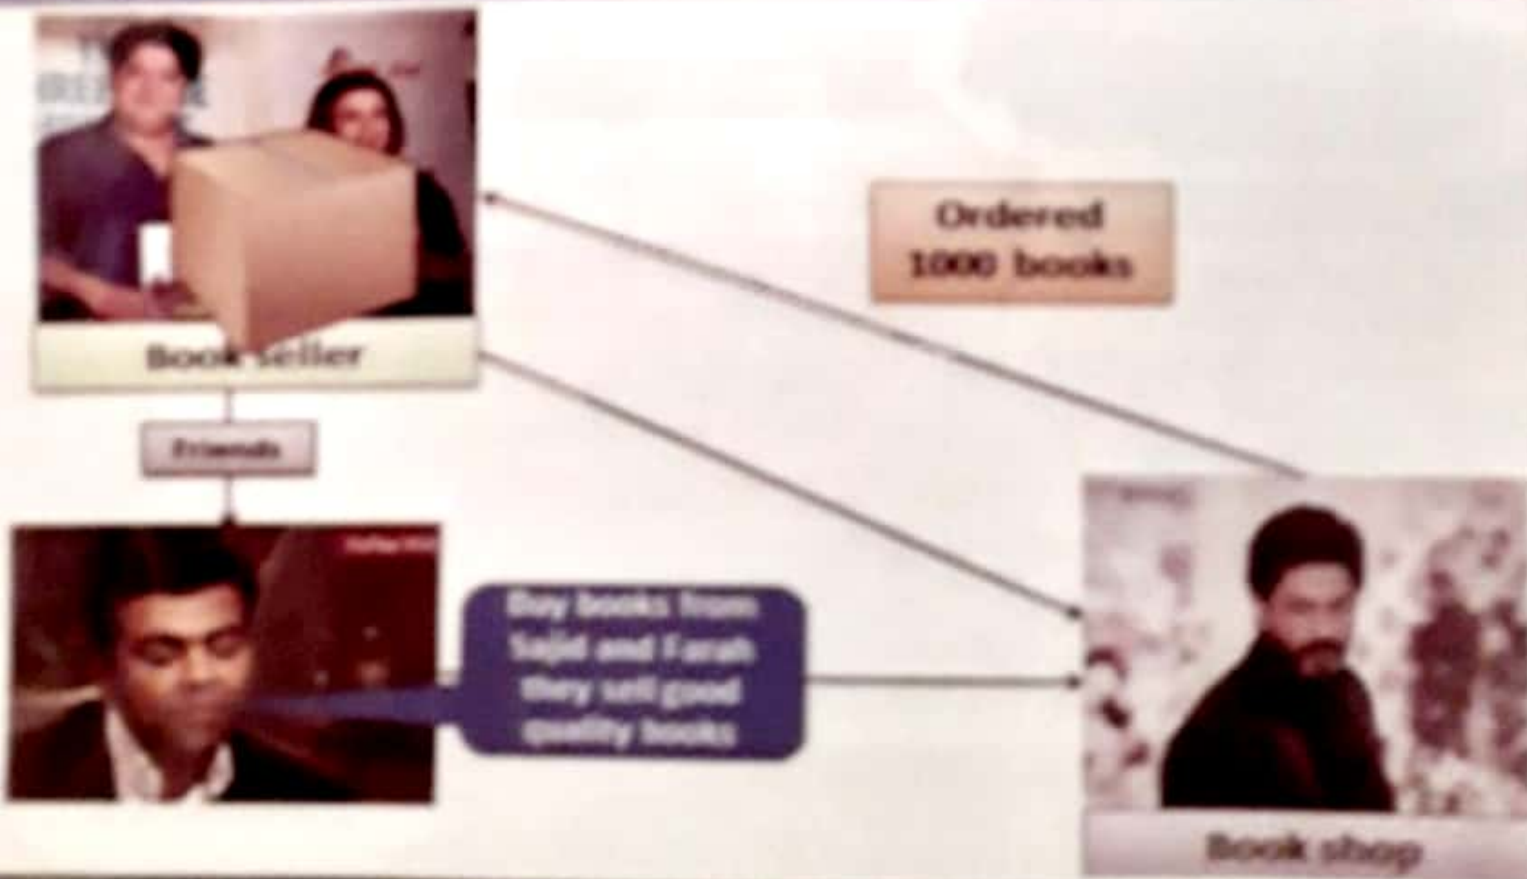 Ordered
1000 books
Book seller
Friends
Buy books from
Sajid and Farah
they sell good
quality books
Book shop